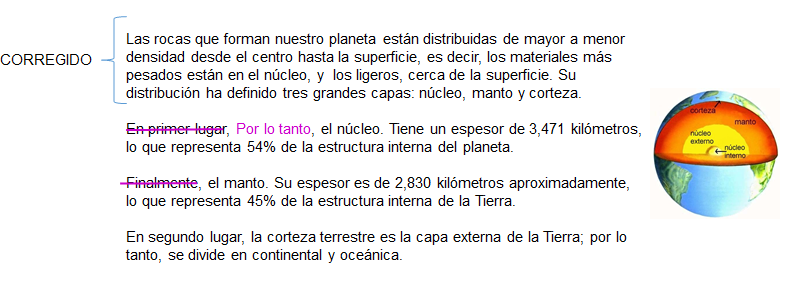 CORREGIDO
Las rocas que forman nuestro planeta están distribuidas de mayor a menor
densidad desde el centro hasta la superficie, es decir, los materiales más
pesados están en el núcleo, y los ligeros, cerca de la superficie. Su
distribución ha definido tres grandes capas: núcleo, manto y corteza.
En primer lugar, Por lo tanto, el núcleo. Tiene un espesor de 3,471 kilómetros,
lo que representa 54% de la estructura interna del planeta.
Finalmente, el manto. Su espesor es de 2,830 kilómetros aproximadamente,
lo que representa 45% de la estructura interna de la Tierra.
En segundo lugar, la corteza terrestre es la capa externa de la Tierra; por lo
tanto, se divide en continental y oceánica.
corteza
manto
núcleo
externo
núcleo
interno